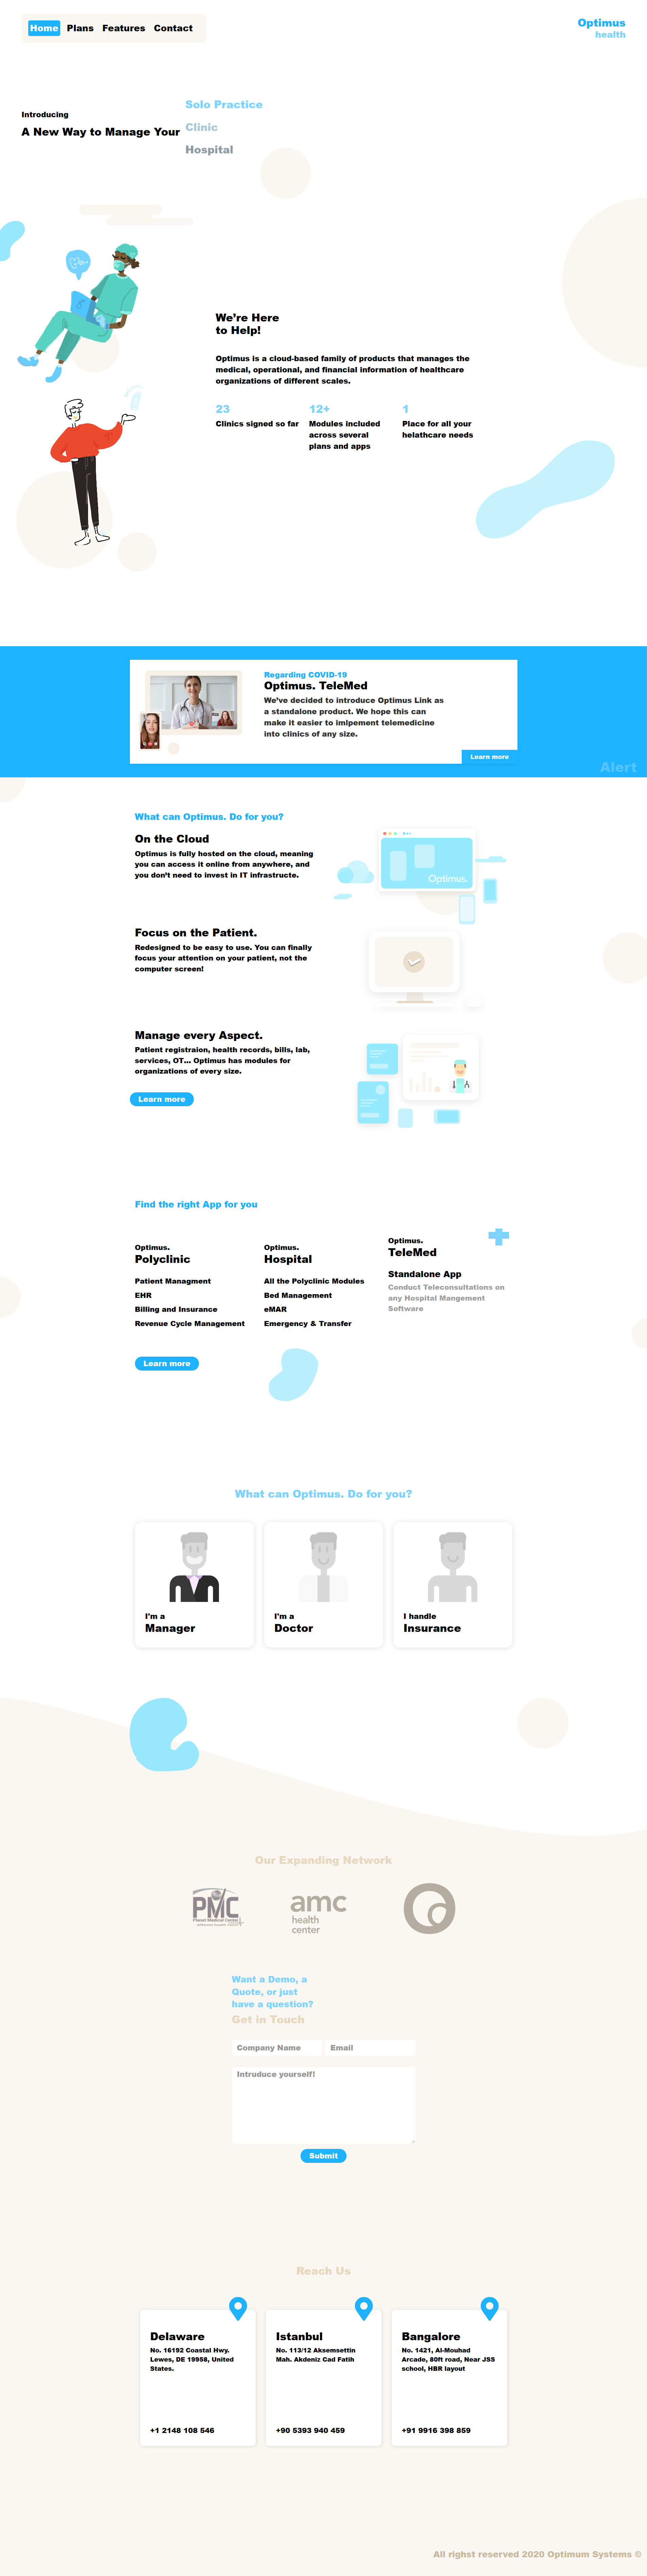 Home Plans Features Contact
Optimus
health
Introducing
A New Way to Manage Your
Solo Practice
Clinic
Hospital
We're Here
to Help!
Optimus is a cloud-based family of products that manages the
medical, operational, and financial information of healthcare
organizations of different scales.
23
Clinics signed so far
12+
Modules included
across several
plans and apps
1
Place for all your
helathcare needs
Regarding COVID-19
Optimus. TeleMed
We've decided to introduce Optimus Link as
a standalone product. We hope this can
make it easier to imlpement telemedicine
into clinics of any size.
Learn more
Alert
What can Optimus. Do for you?
On the Cloud
Optimus is fully hosted on the cloud, meaning
you can access it online from anywhere, and
you don't need to invest in IT infrastructe.
Optimus.
Focus on the Patient.
Redesigned to be easy to use. You can finally
focus your attention on your patient, not the
computer screen!
Manage every Aspect.
Patient registraion, health records, bills, lab,
services, OT... Optimus has modules for
organizations of every size.
Learn more
Find the right App for you
Optimus.
Polyclinic
Patient Managment
EHR
Billing and Insurance
Revenue Cycle Management
Optimus.
Hospital
All the Polyclinic Modules
Bed Management
eMAR
Emergency & Transfer
Optimus.
TeleMed
Standalone App
Conduct Teleconsultations on
any Hospital Mangement
Software
Learn more
What can Optimus. Do for you?
I'm a
Manager
I'm a
Doctor
I handle
Insurance
Our Expanding Network
PMC
Planet Medical Center
amc
health
center
Want a Demo, a
Quote, or just
have a question?
Get in Touch
Company Name
Email
Intruduce yourself!
Submit
Reach Us
Delaware
No. 16192 Coastal Hwy.
Lewes, DE 19958, United
States.
+1 2148 108 546
Istanbul
No. 113/12 Aksemsettin
Mah. Akdeniz Cad Fatih
+90 5393 940 459
Bangalore
No. 1421, Al-Mouhad
Arcade, 80ft road, Near JSS
school, HBR layout
+91 9916 398 859
All righst reserved 2020 Optimum Systems ©